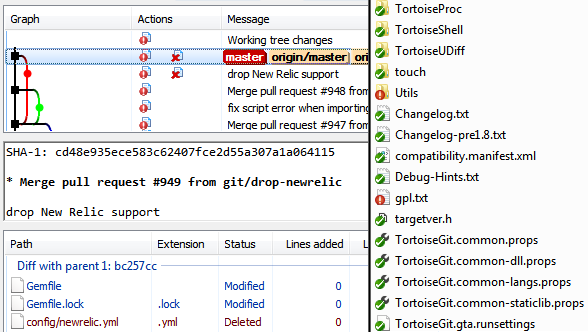 Graph Actions Message
Working tree changes
master origin/master ori
drop New Relic support
Merge pull request #948 from
fix script error when importing
Merge pull request #947 from
SHA-1: cd48e935ece583c62407fce2d55a307a1a064115
* Merge pull request #949 from git/drop-newrelic
drop New Relic support
Path Extension Status Lines added L
Diff with parent 1: bc257cc
Gemfile Modified 0
Gemfile.lock .lock Modified 0
config/newrelic.yml .yml Deleted 0
TortoiseProc
TortoiseShell
TortoiseUDiff
touch
Utils
Changelog.txt
Changelog-pre1.8.txt
compatibility.manifest.xml
Debug-Hints.txt
gpl.txt
targetver.h
TortoiseGit.common.props
TortoiseGit.common-dll.props
TortoiseGit.common-langs.props
TortoiseGit.common-staticlib.props
TortoiseGit.gta.runsettings